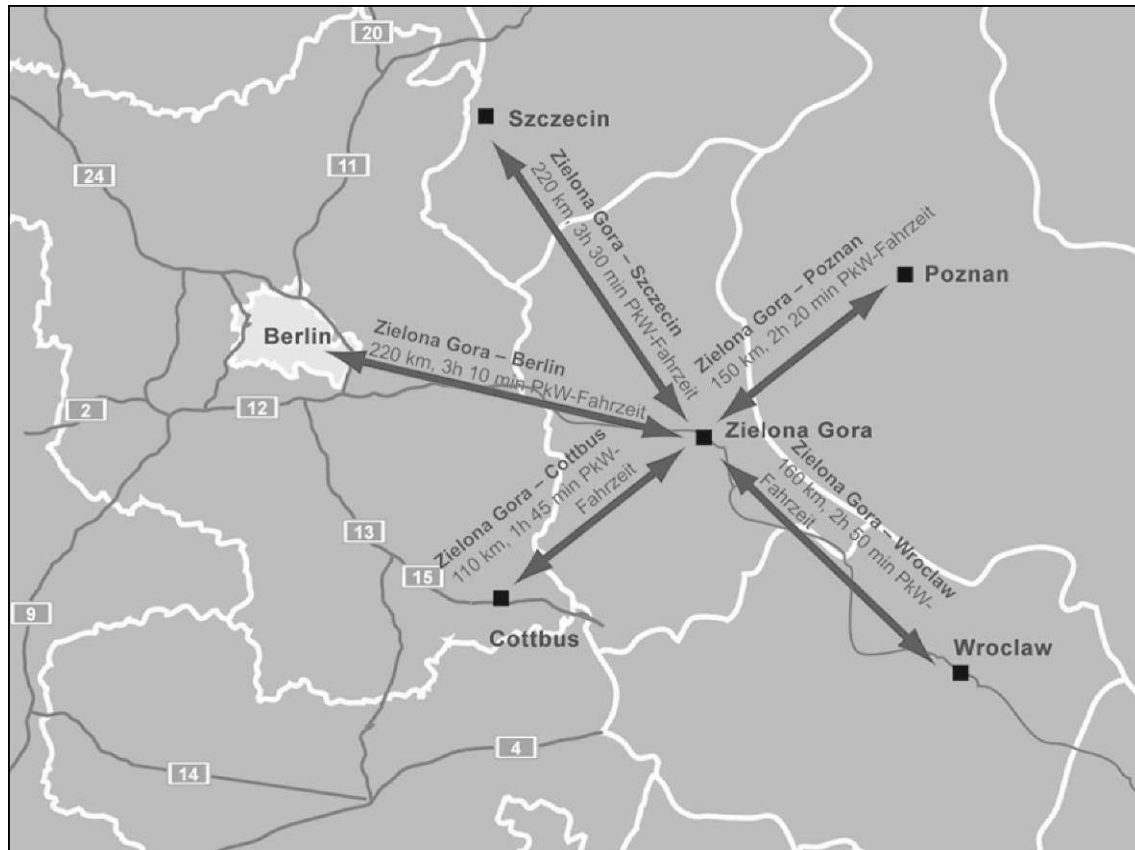 20
Szczecin
11
24
Zielona Gora – Szczecin
220 km, 3h 30 min PkW-Fahrzeit
Zielona Gora – Poznan
150 km, 2h 20 min PkW-Fahrzeit
Poznan
Berlin
Zielona Gora – Berlin
220 km, 3h 10 min PkW-Fahrzeit
2
12
Zielona Gora
Zielona Gora – Cottbus
110 km, 1h 45 min PkW-
Fahrzeit
Zielona Gora – Wroclaw
160 km, 2h 50 min PkW-
Fahrzeit
13
15
9
Cottbus
Wroclaw
4
14